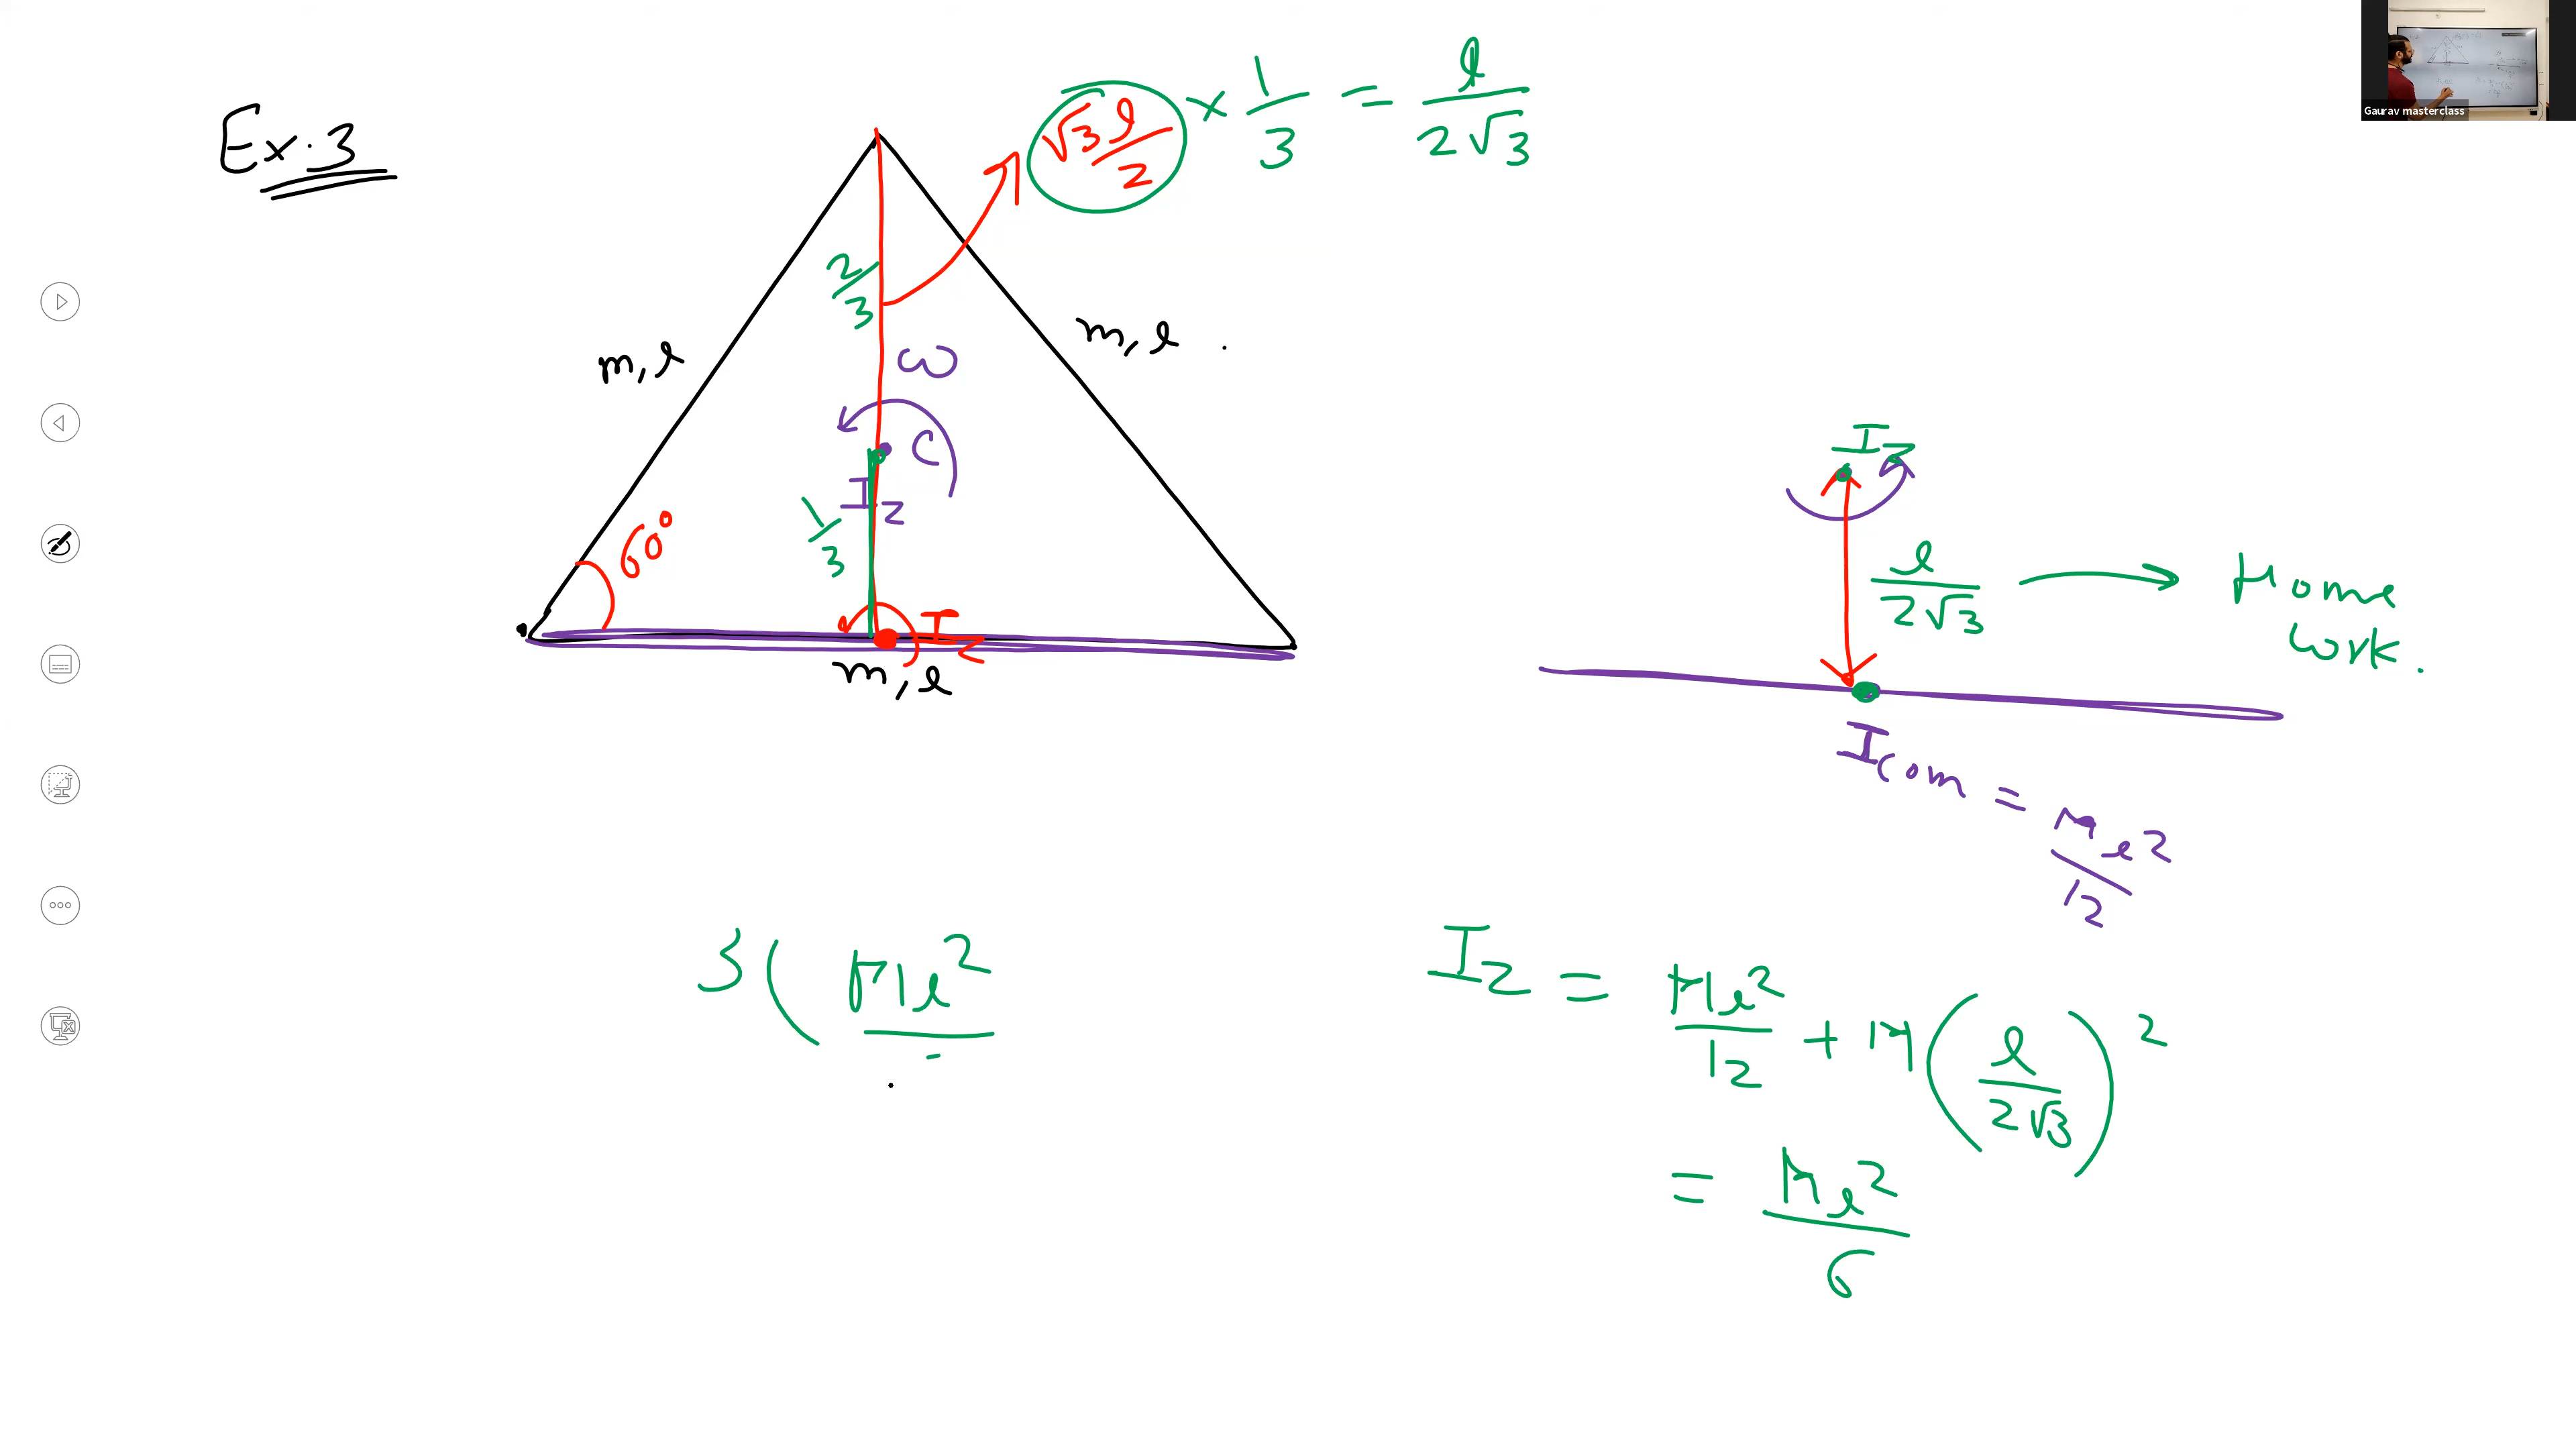 Ex.3
√3 l/2 × 1/3 = l/2√3
2/3
m, l
m, l .
ω
C
I_z
1/3
60°
I_z
m, l
I_z
l/2√3 → Home work.
I_com = Ml²/12
3(Ml²
I_z = Ml²/12 + M(l/2√3)²
= Ml²/6
Gaurav masterclass